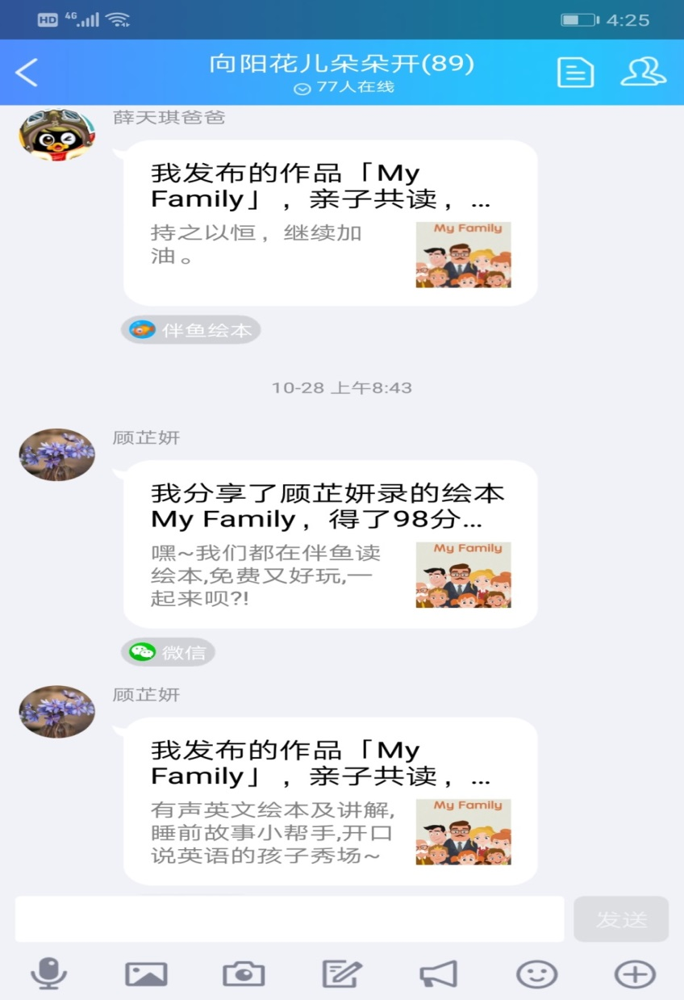 HD 4G 4:25
向阳花儿朵朵开(89)
77人在线
薛天琪爸爸
我发布的作品「My
Family」，亲子共读，...
持之以恒，继续加
油。
My Family
伴鱼绘本
10-28 上午8:43
顾芷妍
我分享了顾芷妍录的绘本
My Family，得了98分...
嘿~我们都在伴鱼读
绘本,免费又好玩,一
起来呗?!
My Family
微信
顾芷妍
我发布的作品「My
Family」，亲子共读，...
有声英文绘本及讲解,
睡前故事小帮手,开口
说英语的孩子秀场~
My Family
发送